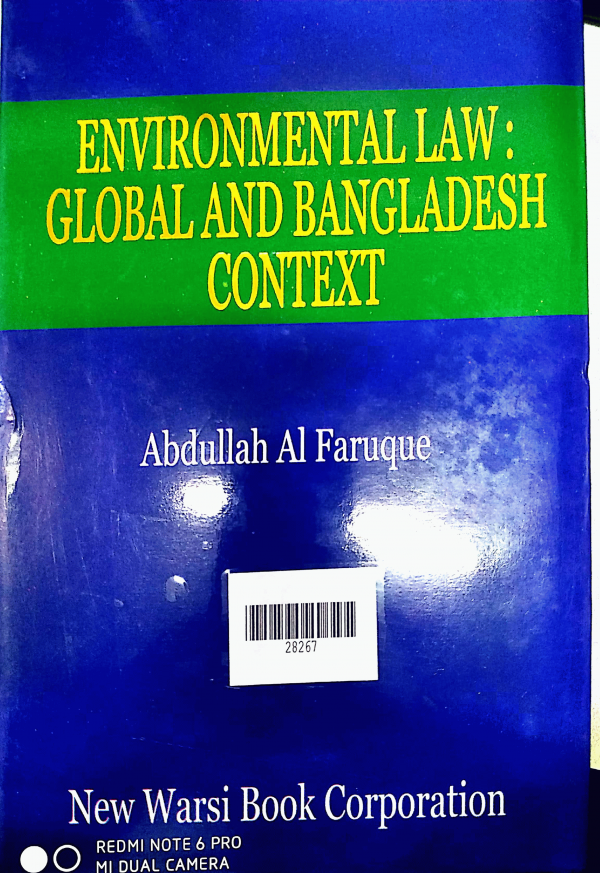 ENVIRONMENTAL LAW :
GLOBAL AND BANGLADESH
CONTEXT
Abdullah Al Faruque
28267
New Warsi Book Corporation
REDMI NOTE 6 PRO
MI DUAL CAMERA